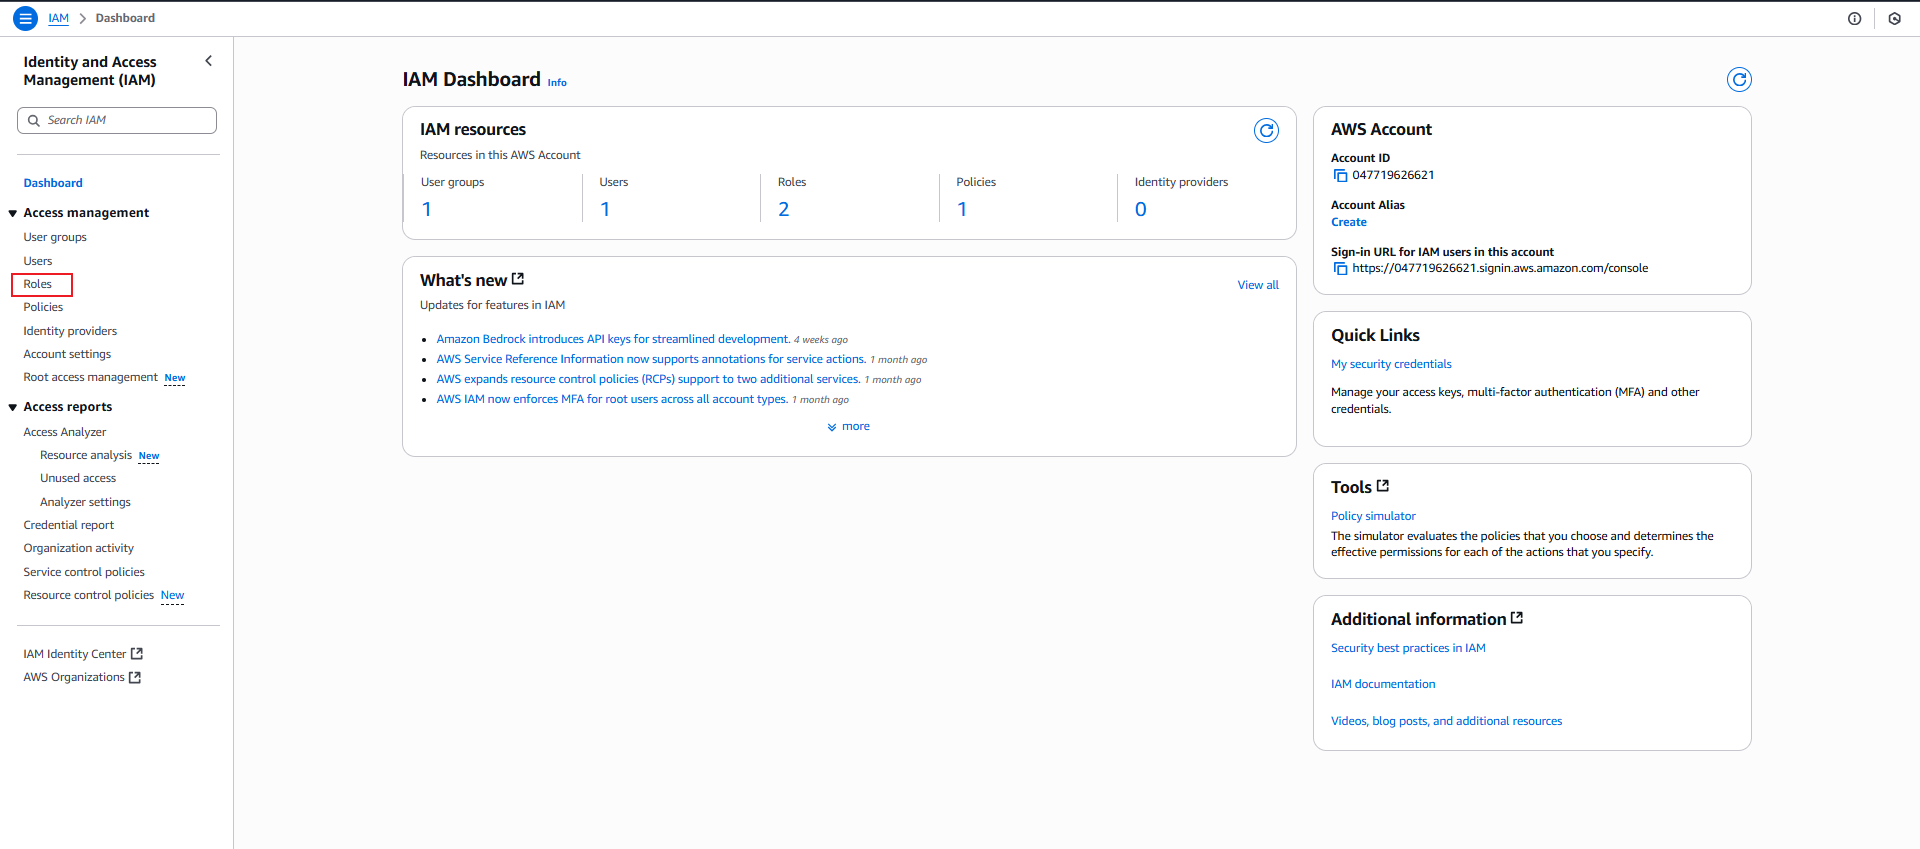 IAM > Dashboard
Identity and Access
Management (IAM)
Search IAM
Dashboard
Access management
User groups
Users
Roles
Policies
Identity providers
Account settings
Root access management New
Access reports
Access Analyzer
Resource analysis New
Unused access
Analyzer settings
Credential report
Organization activity
Service control policies
Resource control policies New
IAM Identity Center
AWS Organizations
IAM Dashboard Info
IAM resources
Resources in this AWS Account
User groups
1
Users
1
Roles
2
Policies
1
Identity providers
0
What's new
View all
Updates for features in IAM
• Amazon Bedrock introduces API keys for streamlined development. 4 weeks ago
• AWS Service Reference Information now supports annotations for service actions. 1 month ago
• AWS expands resource control policies (RCPs) support to two additional services. 1 month ago
• AWS IAM now enforces MFA for root users across all account types. 1 month ago
more
AWS Account
Account ID
047719626621
Account Alias
Create
Sign-in URL for IAM users in this account
https://047719626621.signin.aws.amazon.com/console
Quick Links
My security credentials
Manage your access keys, multi-factor authentication (MFA) and other
credentials.
Tools
Policy simulator
The simulator evaluates the policies that you choose and determines the
effective permissions for each of the actions that you specify.
Additional information
Security best practices in IAM
IAM documentation
Videos, blog posts, and additional resources